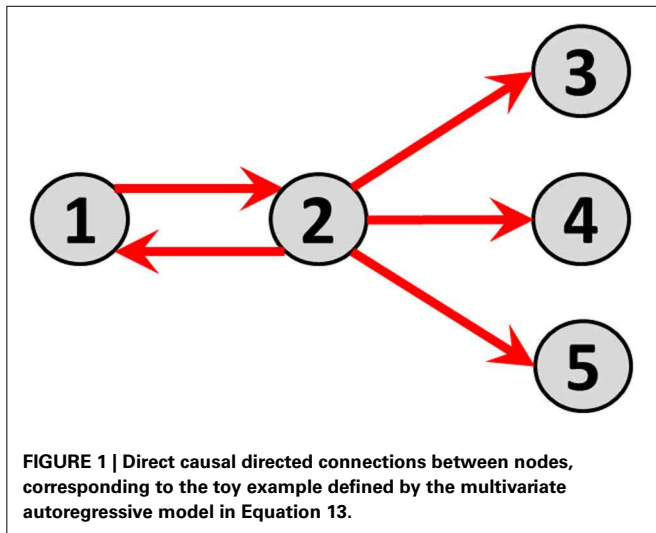 3
1
2
4
5
FIGURE 1 | Direct causal directed connections between nodes,
corresponding to the toy example defined by the multivariate
autoregressive model in Equation 13.